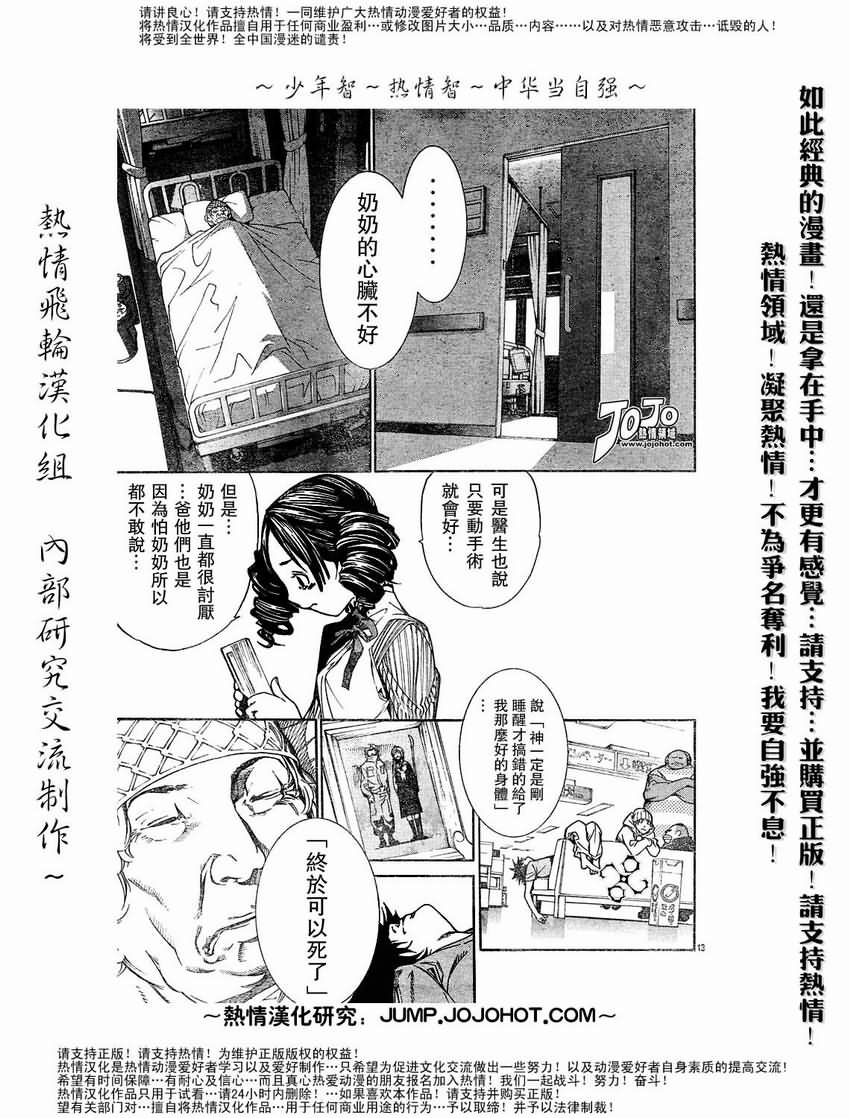 请讲良心！请支持热情！一同维护广大热情动漫爱好者的权益！
将热情汉化作品擅自用于任何商业盈利…或修改图片大小…品质…内容……以及对热情恶意攻击…诋毁的人！
将受到全世界！全中国漫迷的谴责！
～少年智～热情智～中华当自强～
如此經典的漫畫！還是拿在手中…才更有感覺…請支持…並購買正版！請支持熱情！
熱情領域！凝聚熱情！不為爭名奪利！我要自強不息！
熱情飛輪漢化組 內部研究交流制作～
………
奶奶的心臟不好
JOJO
熱情領域
www.jojohot.com
可是醫生也說
只要動手術
就會好…
但是…
奶奶一直都很討厭
…爸他們也是
因為怕奶奶所以
都不敢說…
說「神一定是剛
睡醒才搞錯的給了
我那麼好的身體」
…
「終於可以死了」
13
～熱情漢化研究：JUMP.JOJOHOT.COM～
请支持正版！请支持热情！为维护正版版权的权益！
热情汉化是热情动漫爱好者学习以及爱好制作…只希望为促进文化交流做出一些努力！以及动漫爱好者自身素质的提高交流！
希望有时间保障…有耐心及信心…而且真心热爱动漫的朋友报名加入热情！我们一起战斗！努力！奋斗！
热情汉化作品只用于试看…请24小时内删除！…如果喜欢本作品！请支持并购买正版！
望有关部门对…擅自将热情汉化作品…用于任何商业用途的行为…予以取缔！并予以法律制裁！